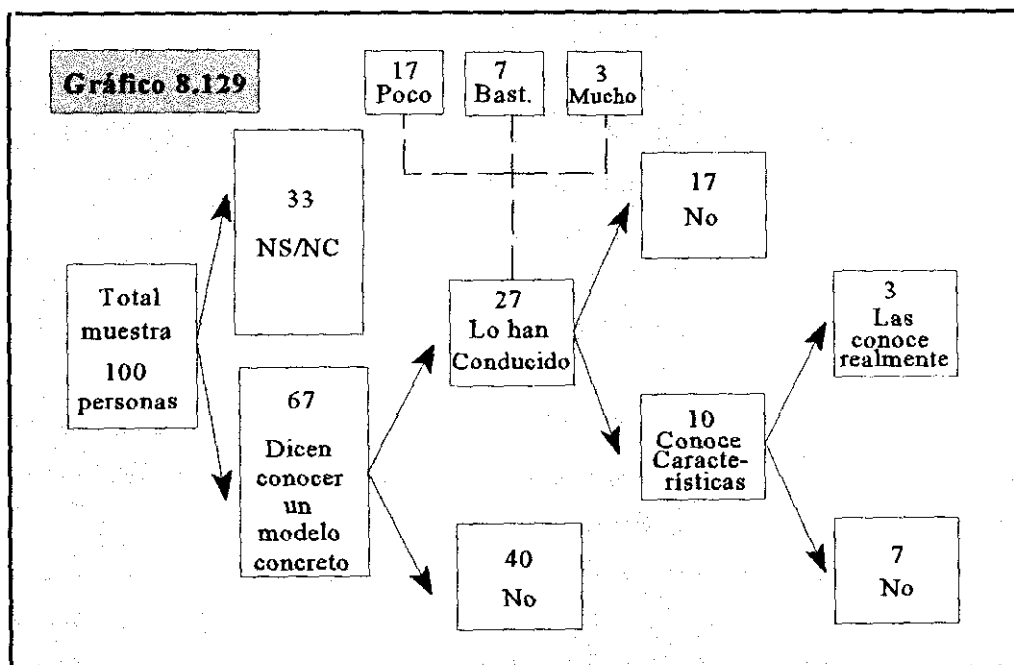 Gráfico 8.129
17
Poco
7
Bast.
3
Mucho
33
NS/NC
17
No
Total
muestra
100
personas
27
Lo han
Conducido
3
Las
conoce
realmente
67
Dicen
conocer
un
modelo
concreto
10
Conoce
Caracte-
rísticas
40
No
7
No